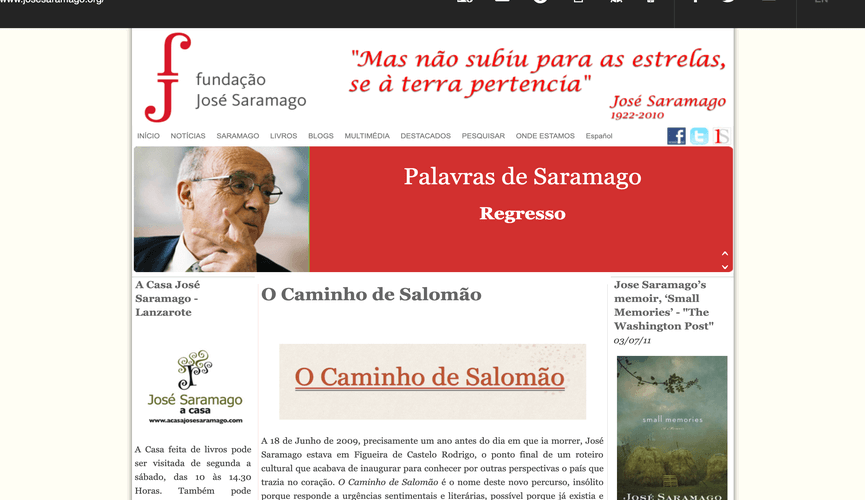 www.josesaramago.org/
EN
fundação
José Saramago
"Mas não subiu para as estrelas,
se à terra pertencia"
José Saramago
1922-2010
INÍCIO NOTÍCIAS SARAMAGO LIVROS BLOGS MULTIMÉDIA DESTACADOS PESQUISAR ONDE ESTAMOS Español
Palavras de Saramago
Regresso
A Casa José
Saramago -
Lanzarote
José Saramago
a casa
www.acasajosesaramago.com
A Casa feita de livros pode
ser visitada de segunda a
sábado, das 10 às 14.30
Horas. Também pode
O Caminho de Salomão
O Caminho de Salomão
A 18 de Junho de 2009, precisamente um ano antes do dia em que ia morrer, José
Saramago estava em Figueira de Castelo Rodrigo, o ponto final de um roteiro
cultural que acabava de inaugurar para conhecer por outras perspectivas o país que
trazia no coração. O Caminho de Salomão é o nome deste novo percurso, insólito
porque responde a urgências sentimentais e literárias, possível porque já existia e
Jose Saramago's
memoir, 'Small
Memories' - "The
Washington Post"
03/07/11
small memories
JOSÉ SARAMAGO